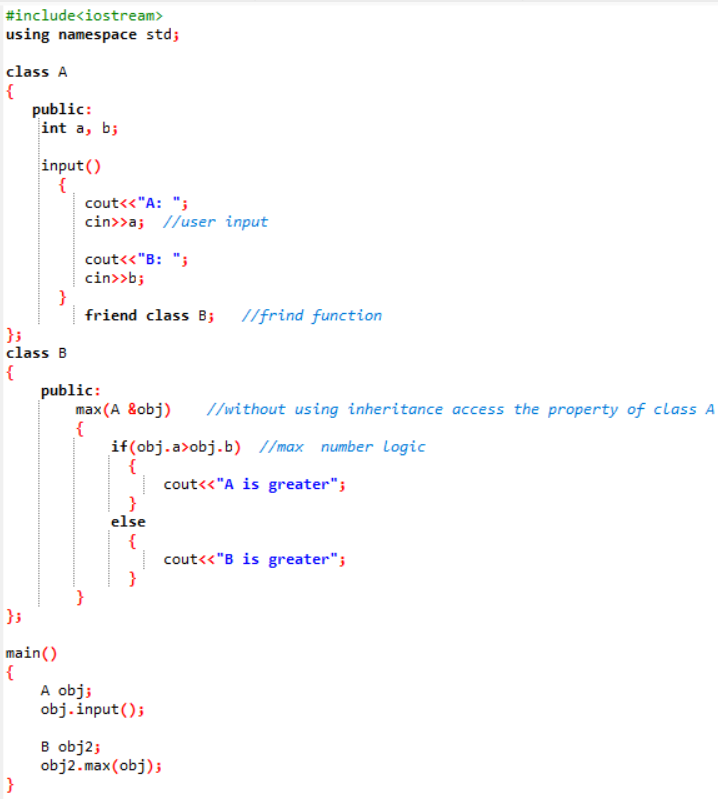 #include<iostream>
using namespace std;
class A
{
public:
int a, b;
input()
{
cout<<"A: ";
cin>>a;  //user input
cout<<"B: ";
cin>>b;
}
friend class B;   //frind function
};
class B
{
public:
max(A &obj)    //without using inheritance access the property of class A
{
if(obj.a>obj.b)  //max  number logic
{
cout<<"A is greater";
}
else
{
cout<<"B is greater";
}
}
};
main()
{
A obj;
obj.input();
B obj2;
obj2.max(obj);
}